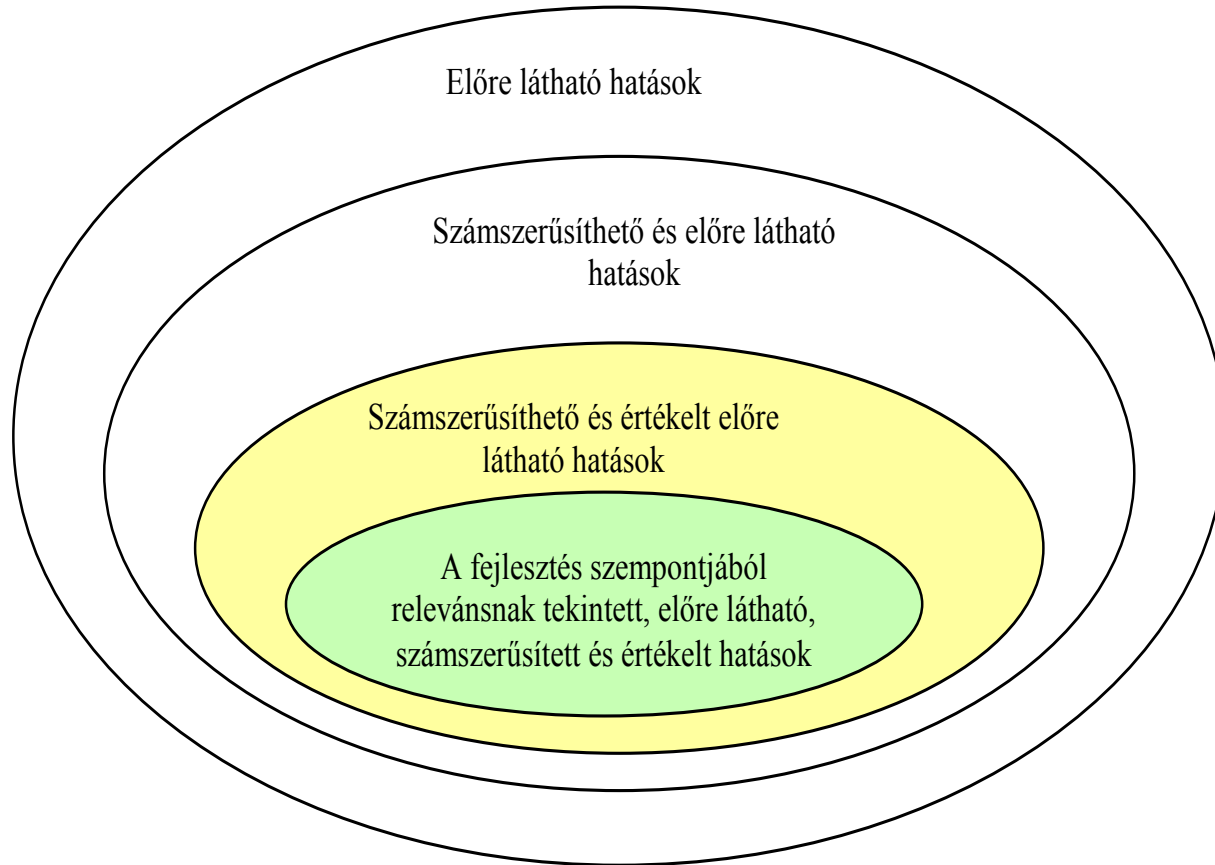 Előre látható hatások
Számszerűsíthető és előre látható
hatások
Számszerűsíthető és értékelt előre
látható hatások
A fejlesztés szempontjából
relevánsnak tekintett, előre látható,
számszerűsített és értékelt hatások